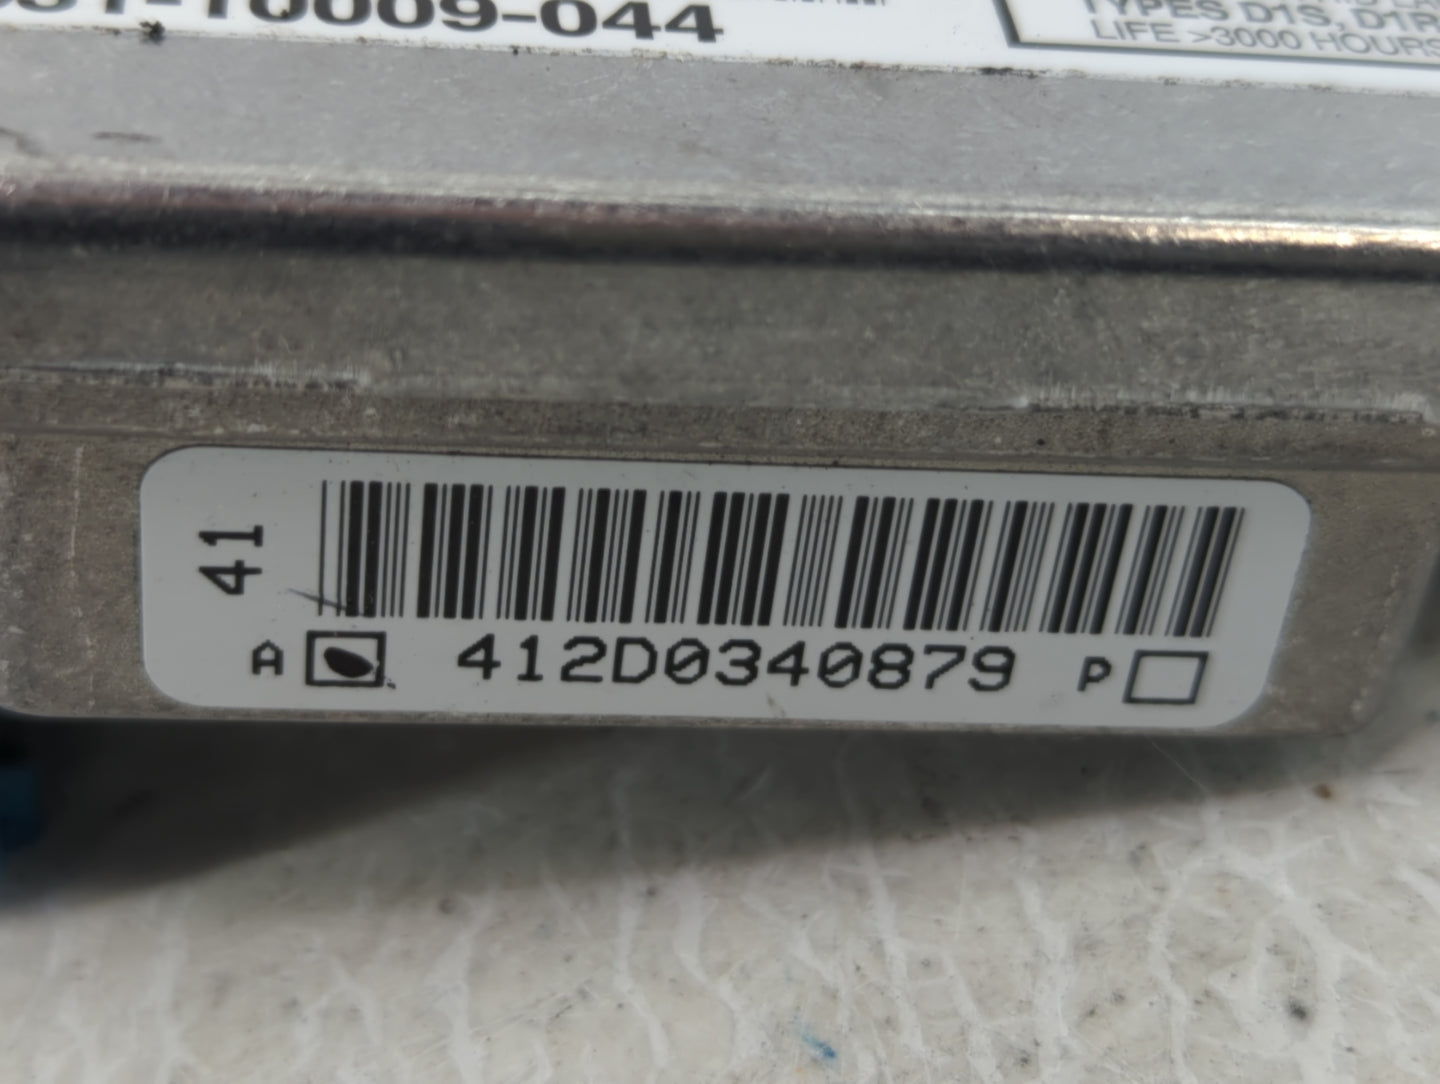 -10009-044
TYPES D1S, D1R
LIFE >3000 HOURS
41
A 412D0340879 P